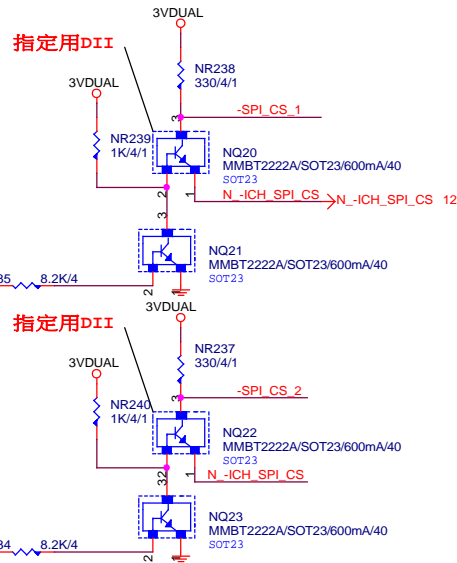 3VDUAL
指定用DII
NR238
330/4/1
3VDUAL
-SPI_CS_1
3
NR239
1K/4/1
NQ20
MMBT2222A/SOT23/600mA/40
SOT23
2
1
N_-ICH_SPI_CS
N_-ICH_SPI_CS 12
3
NQ21
MMBT2222A/SOT23/600mA/40
SOT23
35
8.2K/4
2
1
3VDUAL
指定用DII
NR237
330/4/1
3VDUAL
-SPI_CS_2
3
NR240
1K/4/1
NQ22
MMBT2222A/SOT23/600mA/40
SOT23
2
1
N_-ICH_SPI_CS
3
NQ23
MMBT2222A/SOT23/600mA/40
SOT23
34
8.2K/4
2
1